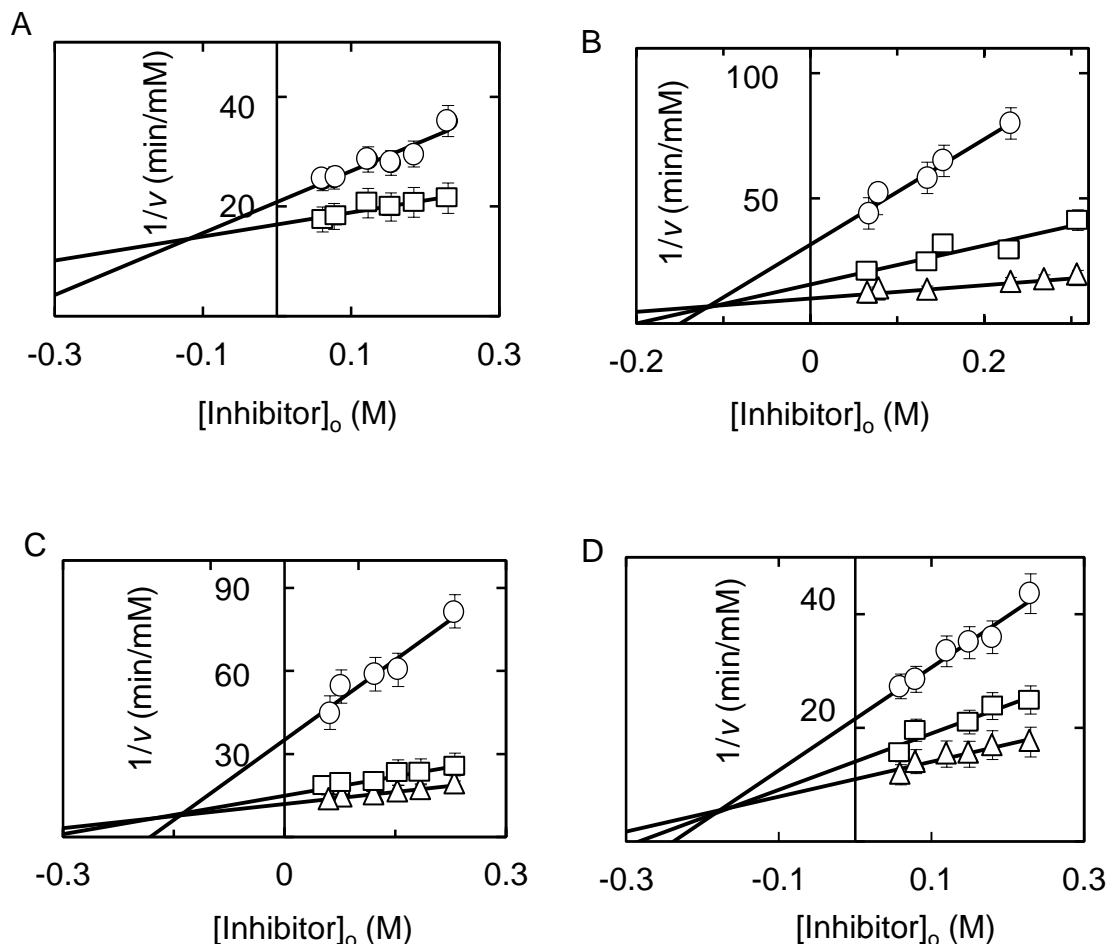 A
1/v (min/mM)
40
20
-0.3
-0.1
0.1
0.3
[Inhibitor]o (M)
B
1/v (min/mM)
100
50
-0.2
0
0.2
[Inhibitor]o (M)
C
1/v (min/mM)
90
60
30
-0.3
0
0.3
[Inhibitor]o (M)
D
1/v (min/mM)
40
20
-0.3
-0.1
0.1
0.3
[Inhibitor]o (M)